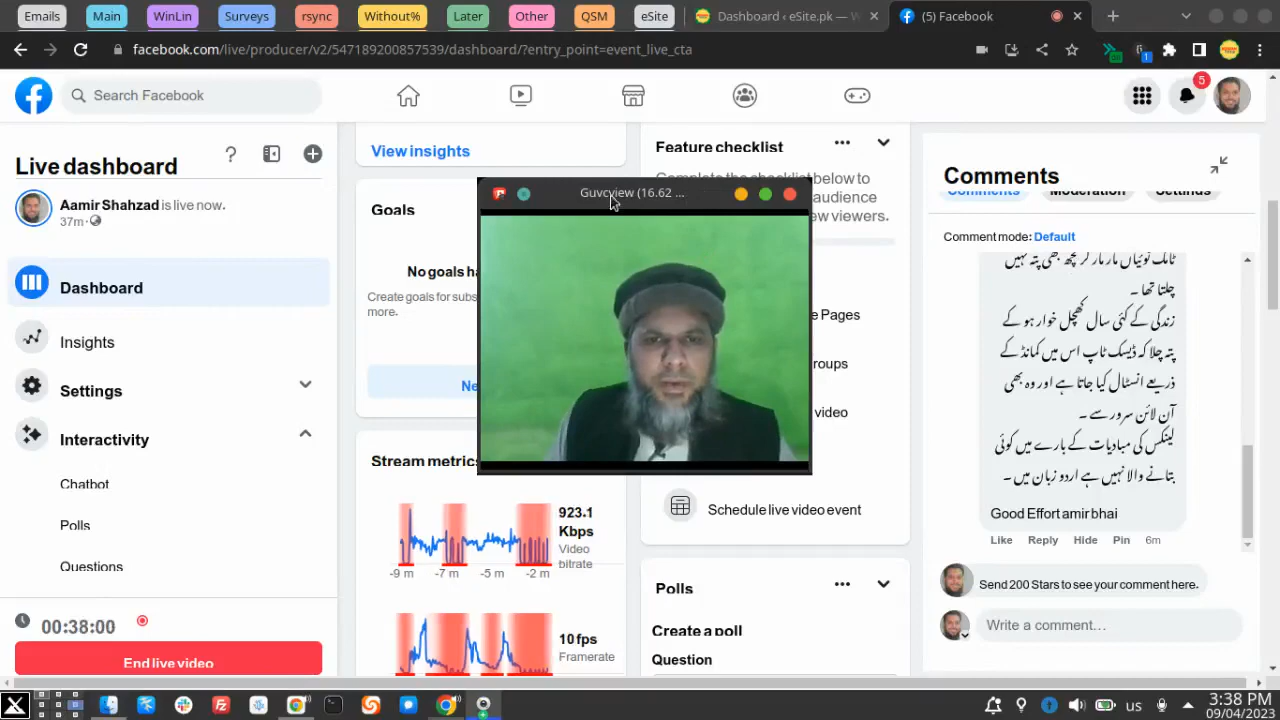 Emails
Main
WinLin
Surveys
rsync
Without%
Later
Other
QSM
eSite
Dashboard ‹ eSite.pk — W
(5) Facebook
facebook.com/live/producer/v2/547189200857539/dashboard/?entry_point=event_live_cta
Search Facebook
5
Live dashboard
Aamir Shahzad is live now.
37m
Dashboard
Insights
Settings
Interactivity
Chatbot
Polls
Questions
00:38:00
End live video
View insights
Goals
No goals ha
Create goals for subs
more.
Ne
Stream metric
923.1
Kbps
Video
bitrate
-9 m
-7 m
-5 m
-2 m
10 fps
Framerate
Guvcview (16.62 ...
Feature checklist
Complete the checklist below to
audience
w viewers.
e Pages
roups
video
Schedule live video event
Polls
Create a poll
Question
Comments
Comments
Moderation
Settings
Comment mode: Default
ٹامک ٹوئیاں مار مار کر کچھ بھی پتہ نہیں
چلتا تھا ۔
زندگی کے کئی سال کھجل خوار ہو کے
پتہ چلا کہ ڈیسک ٹاپ اس میں کمانڈ کے
ذریعے انسٹال کیا جاتا ہے اور وہ بھی
آن لائن سرور سے ۔
لینکس کی مبادیات کے بارے میں کوئی
بتانے والا نہیں ہے اردو زبان میں ۔
Good Effort amir bhai
Like Reply Hide Pin 6m
Send 200 Stars to see your comment here.
Write a comment…
us
3:38 PM
09/04/2023